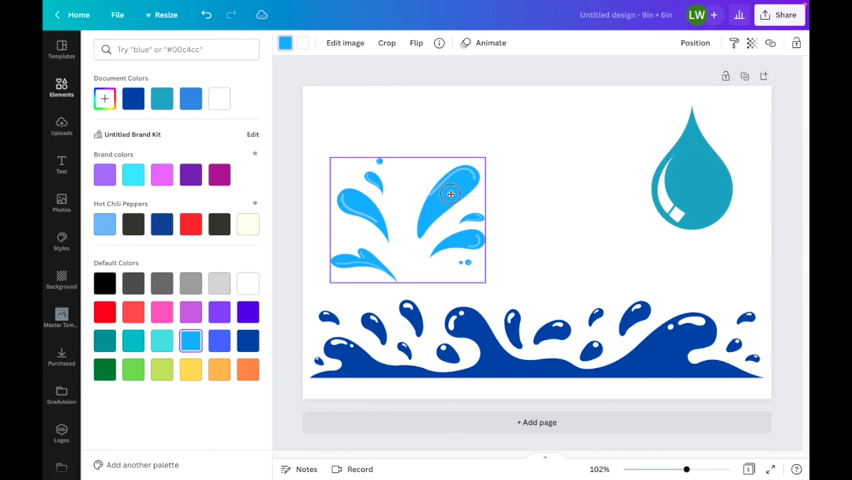 Home
File
Resize
Untitled design - 9in × 6in
LW
+
Share
Templates
Elements
Uploads
Text
Photos
Styles
Background
Master Tem...
Purchased
Graduation
Logos
Try "blue" or "#00c4cc"
Document Colors
Untitled Brand Kit
Edit
Brand colors
Hot Chili Peppers
Default Colors
Add another palette
Edit image
Crop
Flip
Animate
Position
+ Add page
Notes
Record
102%
1